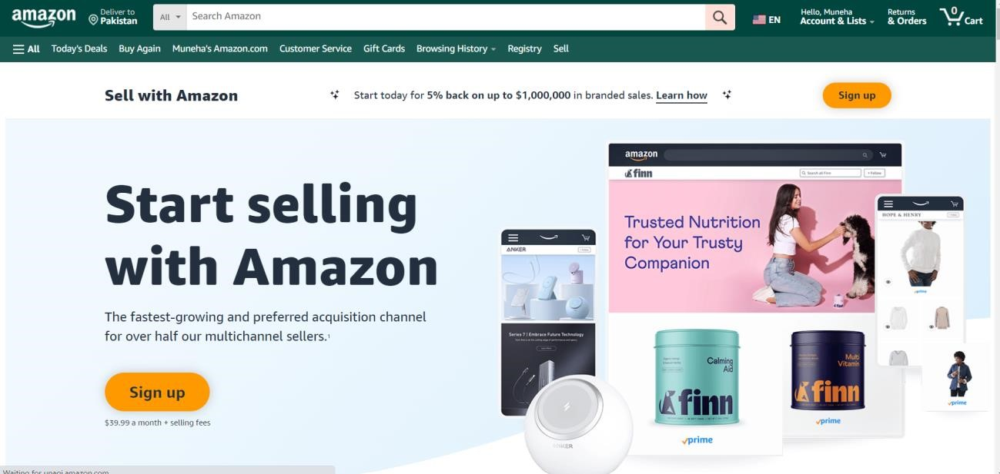 amazon
Deliver to
Pakistan
All
Search Amazon
EN
Hello, Muneha
Account & Lists
Returns
& Orders
0
Cart
All
Today's Deals
Buy Again
Muneha's Amazon.com
Customer Service
Gift Cards
Browsing History
Registry
Sell
Sell with Amazon
Start today for 5% back on up to $1,000,000 in branded sales. Learn how
Sign up
Start selling
with Amazon
The fastest-growing and preferred acquisition channel
for over half our multichannel sellers.¹
Sign up
$39.99 a month + selling fees
amazon
finn
Search all Finn
+ Follow
Trusted Nutrition
for Your Trusty
Companion
ANKER
Series 7 | Embrace Future Technology
ANKER
Calming
Aid
finn
prime
Multi
Vitamin
finn
prime
HOPE & HENRY
prime
prime
Waiting for unagi.amazon.com